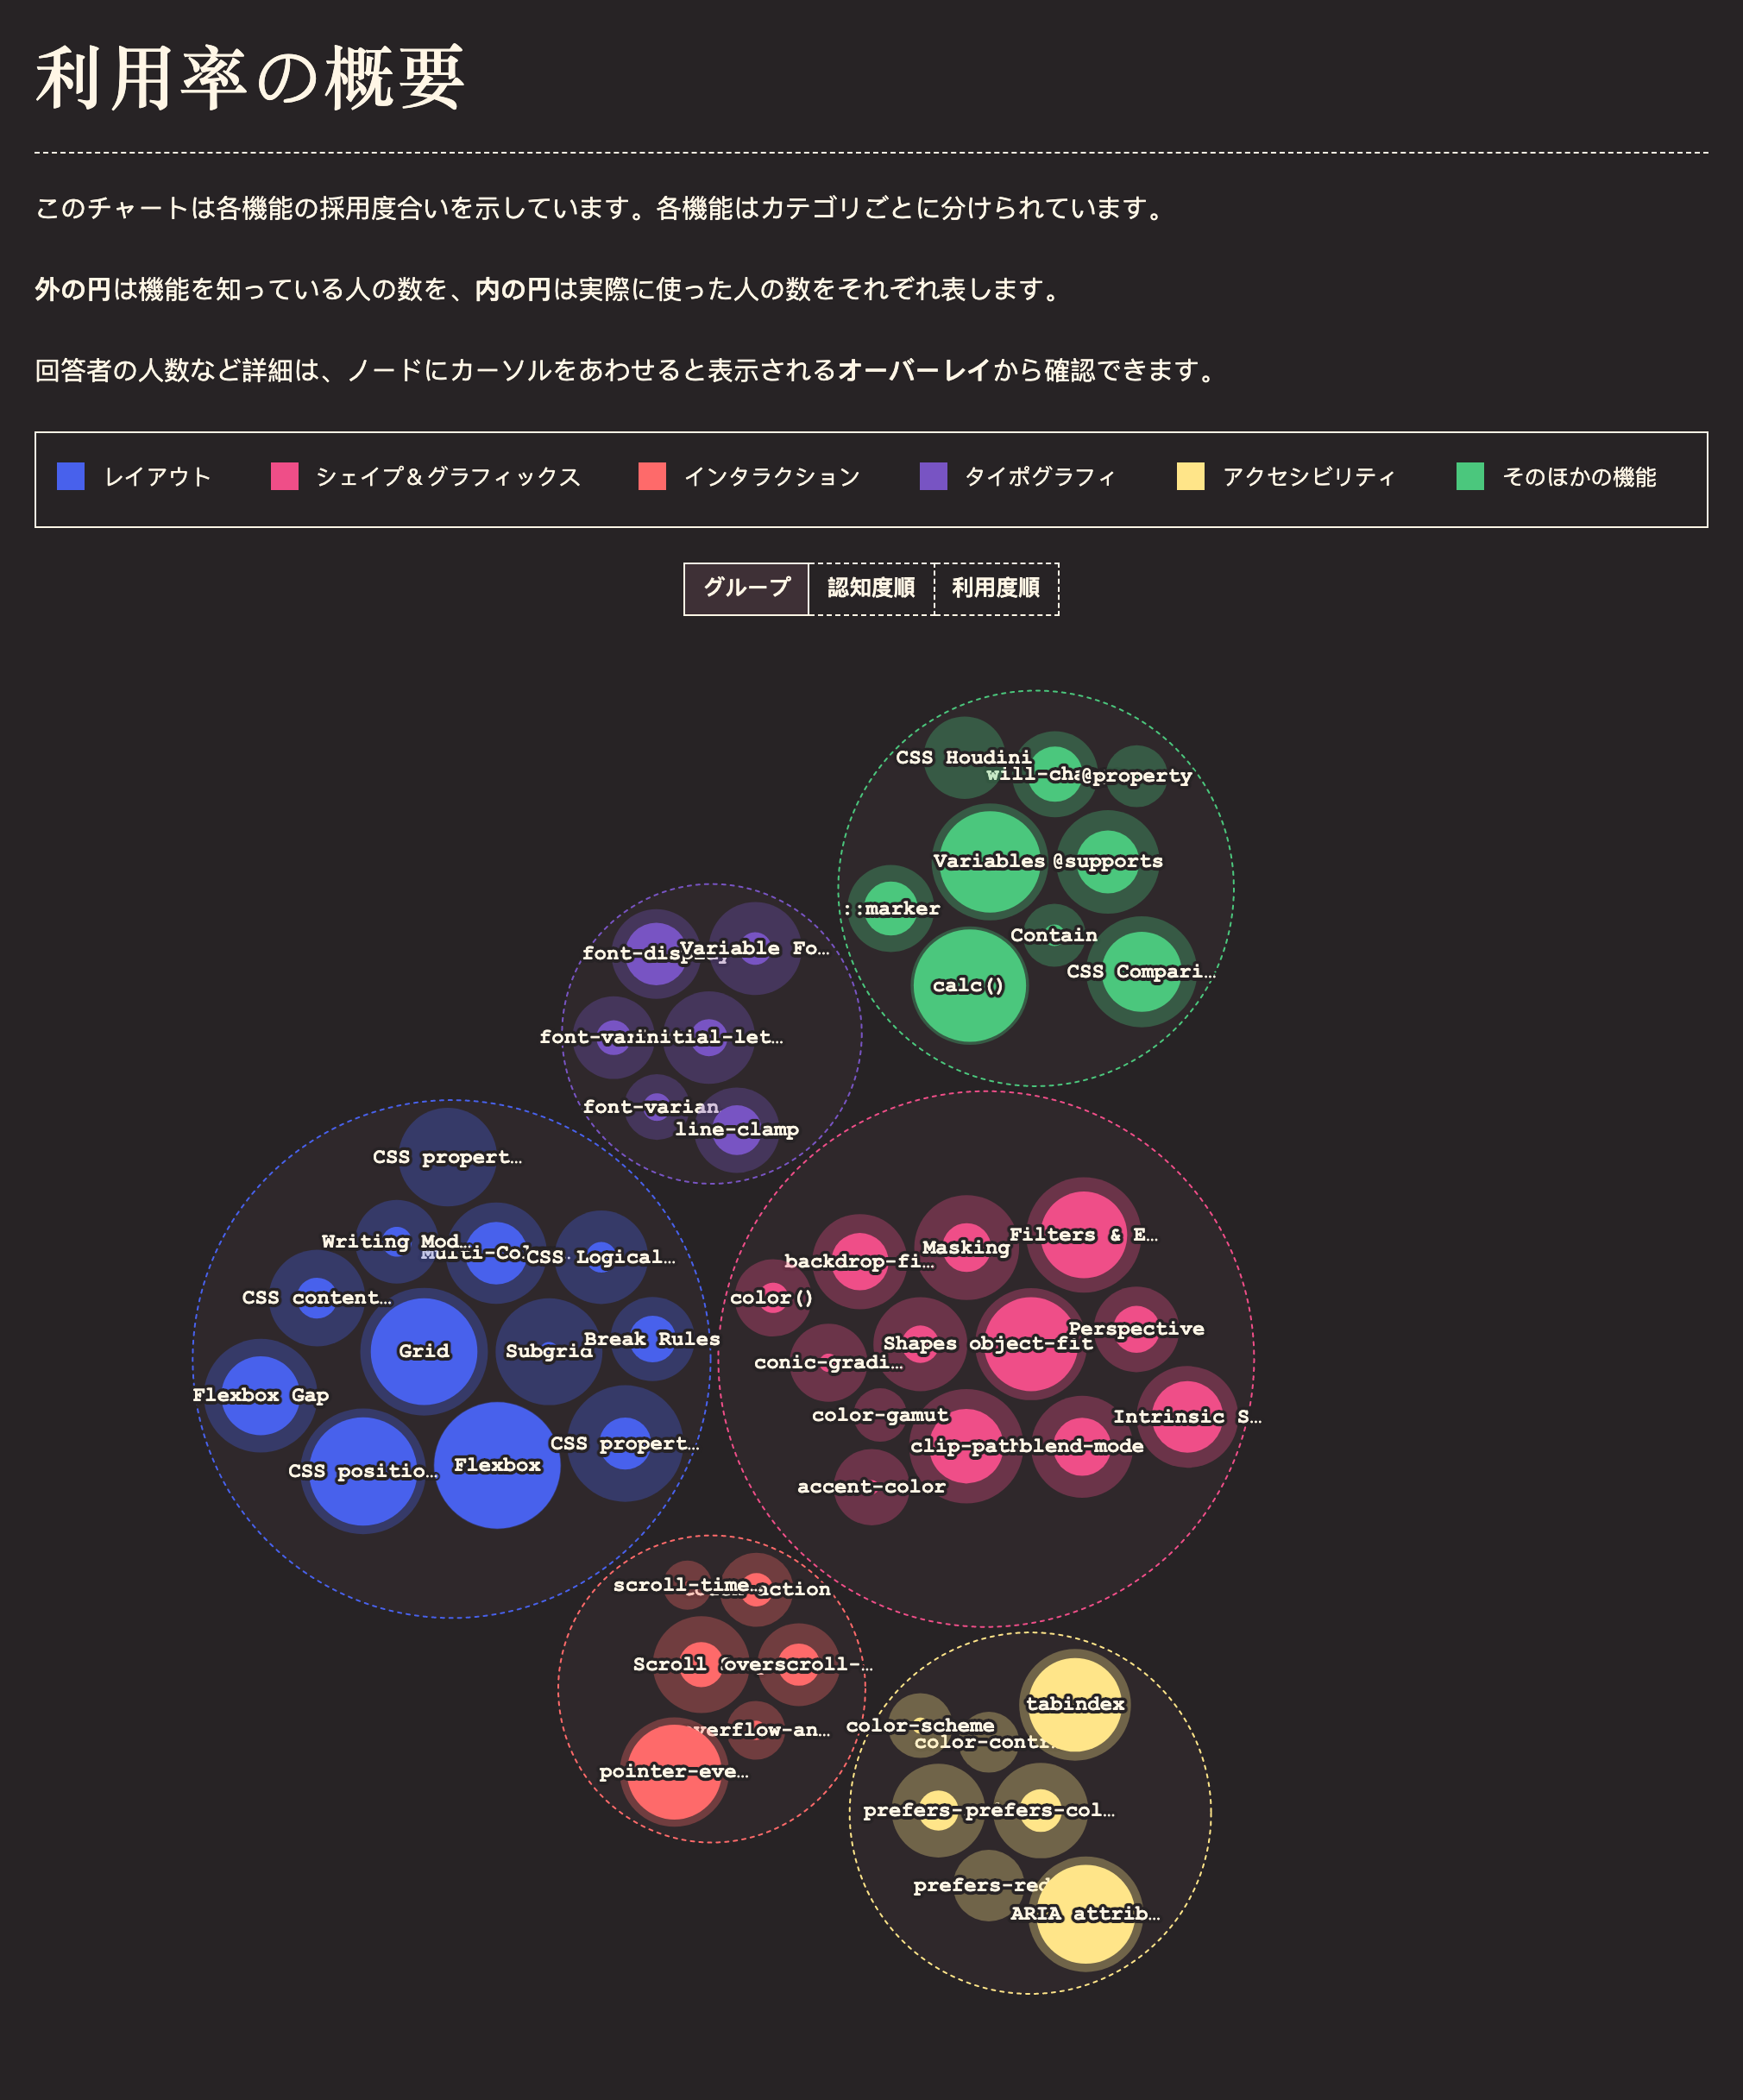 利用率の概要
このチャートは各機能の採用度合いを示しています。各機能はカテゴリごとに分けられています。
外の円は機能を知っている人の数を、内の円は実際に使った人の数をそれぞれ表します。
回答者の人数など詳細は、ノードにカーソルをあわせると表示されるオーバーレイから確認できます。
レイアウト シェイプ＆グラフィックス インタラクション タイポグラフィ アクセシビリティ そのほかの機能
グループ 認知度順 利用度順
CSS Houdini
will-cha
@property
Variables
@supports
::marker
Contain
CSS Compari…
calc()
font-disp
Variable Fo…
font-va
initial-let…
font-varian
line-clamp
CSS propert…
Writing Mod…
Multi-Co
CSS Logical…
CSS content…
Grid
Subgrid
Break Rules
Flexbox Gap
CSS positio…
Flexbox
CSS propert…
Filters & E…
Masking
backdrop-fi…
color()
Perspective
Shapes
object-fit
conic-gradi…
color-gamut
Intrinsic S…
clip-path
blend-mode
accent-color
scroll-time…
action
Scroll
overscroll-…
verflow-an…
pointer-eve…
tabindex
color-scheme
color-contr
prefers-
prefers-col…
prefers-red
ARIA attrib…